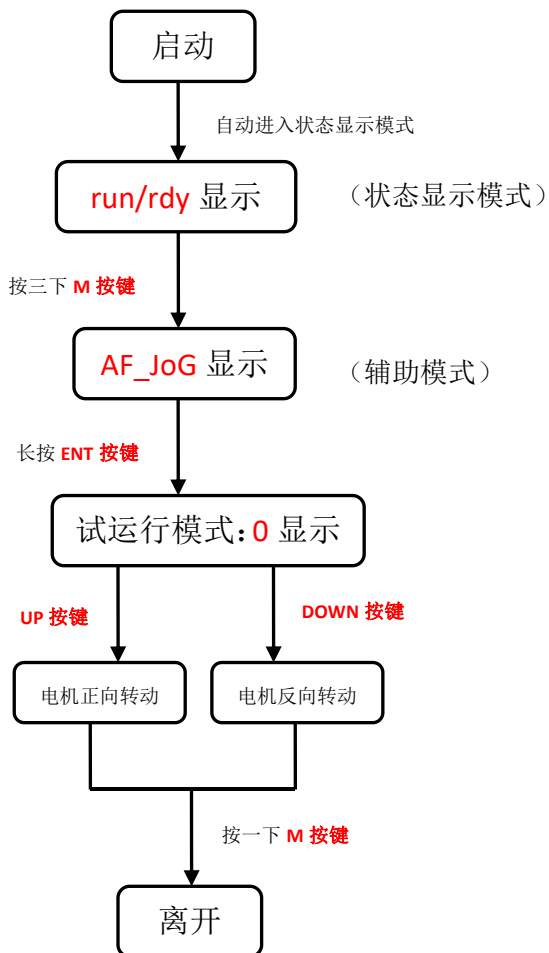 启动
自动进入状态显示模式
run/rdy 显示 （状态显示模式）
按三下 M 按键
AF_JoG 显示 （辅助模式）
长按 ENT 按键
试运行模式：0 显示
UP 按键 DOWN 按键
电机正向转动 电机反向转动
按一下 M 按键
离开